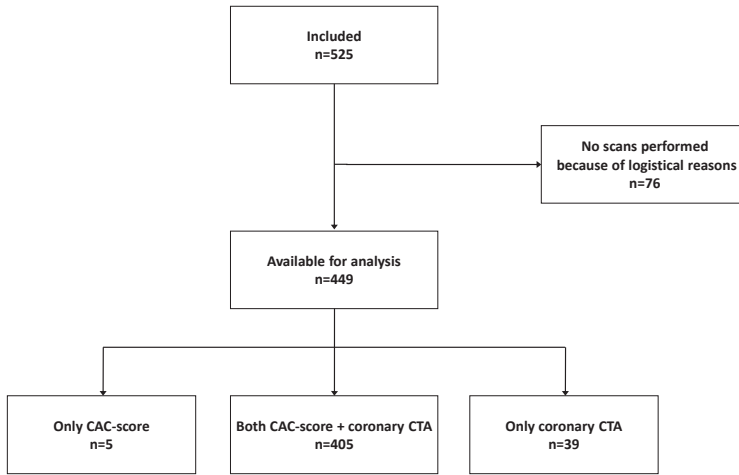 Included
n=525
No scans performed
because of logistical reasons
n=76
Available for analysis
n=449
Only CAC-score
n=5
Both CAC-score + coronary CTA
n=405
Only coronary CTA
n=39